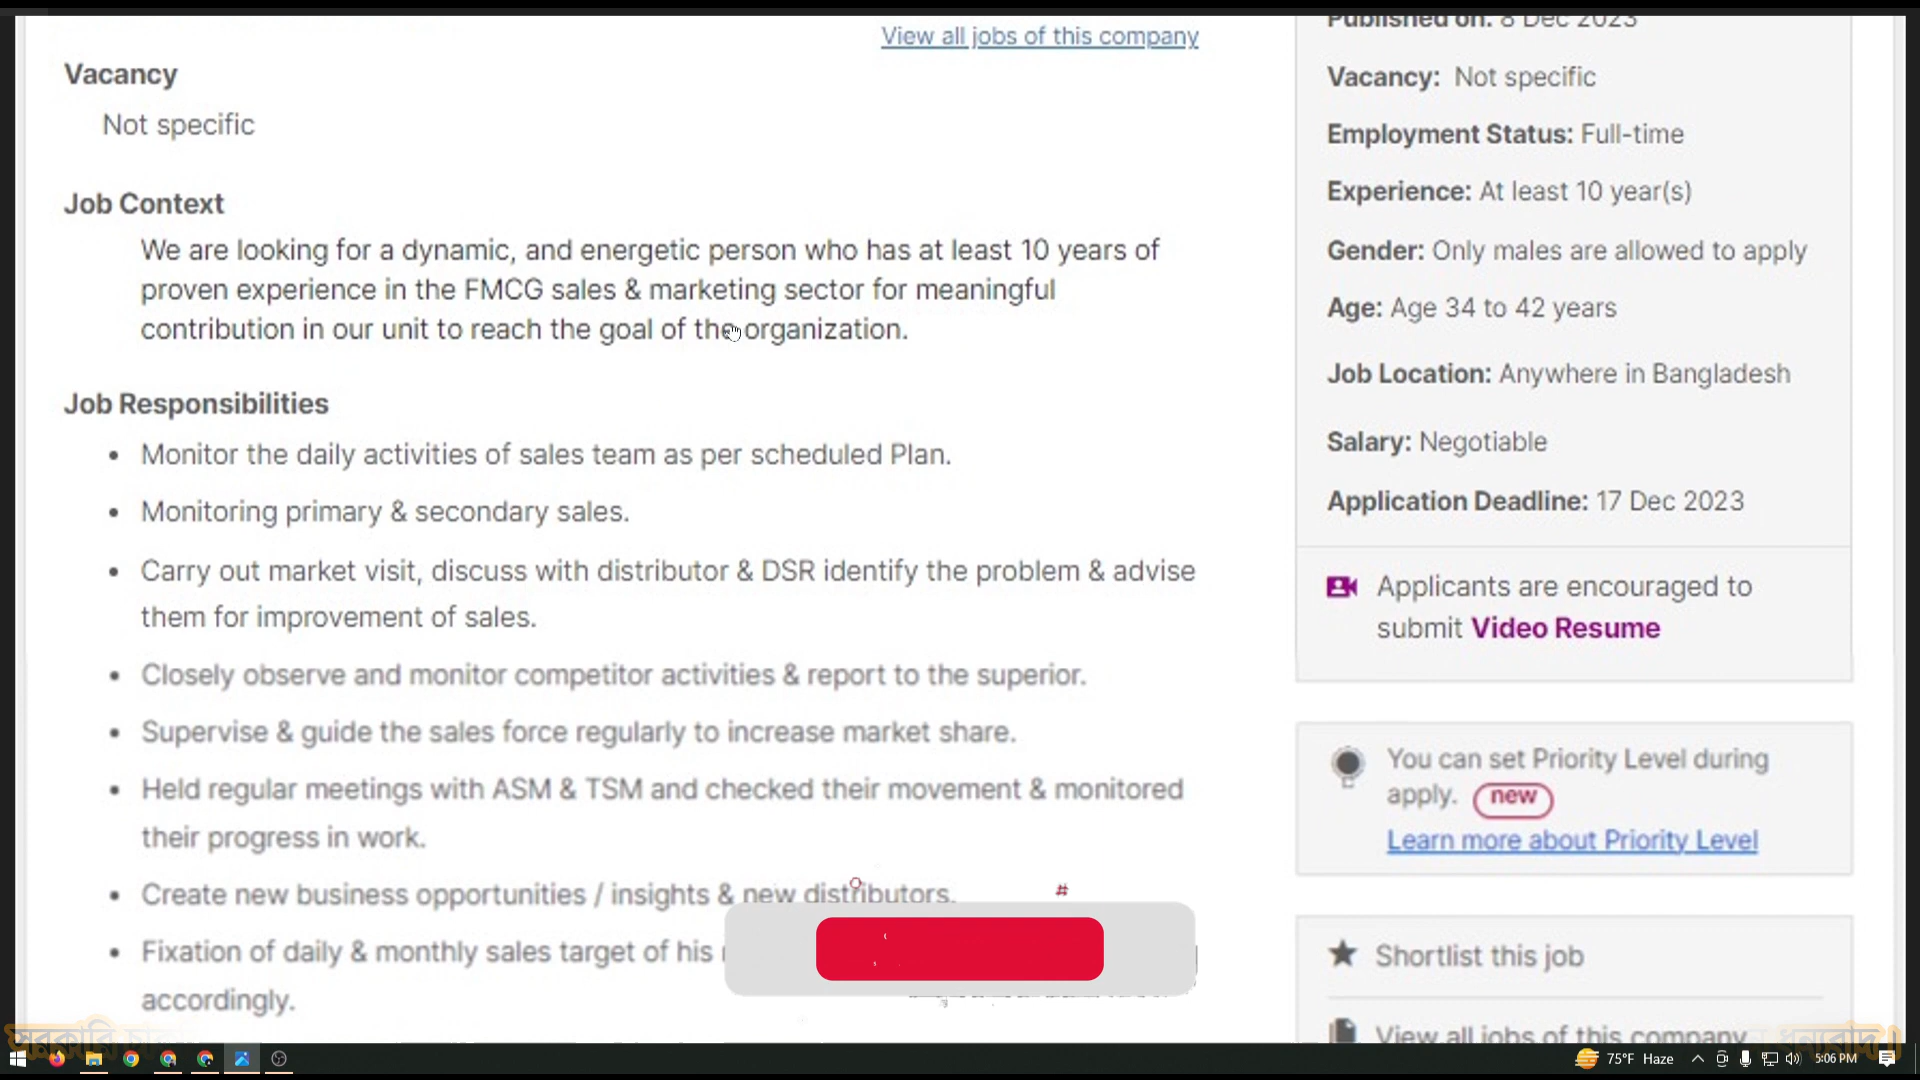 View all jobs of this company
Vacancy
Not specific
Job Context
We are looking for a dynamic, and energetic person who has at least 10 years of
proven experience in the FMCG sales & marketing sector for meaningful
contribution in our unit to reach the goal of the organization.
Job Responsibilities
Monitor the daily activities of sales team as per scheduled Plan.
Monitoring primary & secondary sales.
Carry out market visit, discuss with distributor & DSR identify the problem & advise
them for improvement of sales.
Closely observe and monitor competitor activities & report to the superior.
Supervise & guide the sales force regularly to increase market share.
Held regular meetings with ASM & TSM and checked their movement & monitored
their progress in work.
Create new business opportunities / insights & new distributors.
Fixation of daily & monthly sales target of his
accordingly.
Published on: 8 Dec 2023
Vacancy: Not specific
Employment Status: Full-time
Experience: At least 10 year(s)
Gender: Only males are allowed to apply
Age: Age 34 to 42 years
Job Location: Anywhere in Bangladesh
Salary: Negotiable
Application Deadline: 17 Dec 2023
Applicants are encouraged to
submit Video Resume
You can set Priority Level during
apply. new
Learn more about Priority Level
Shortlist this job
View all jobs of this company
#
সরকারি
75°F Haze
5:06 PM